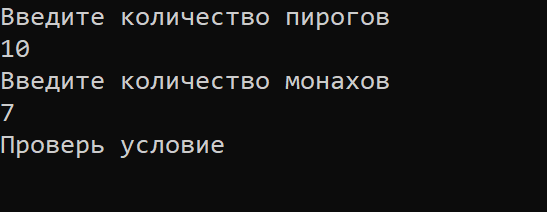 Введите количество пирогов
10
Введите количество монахов
7
Проверь условие